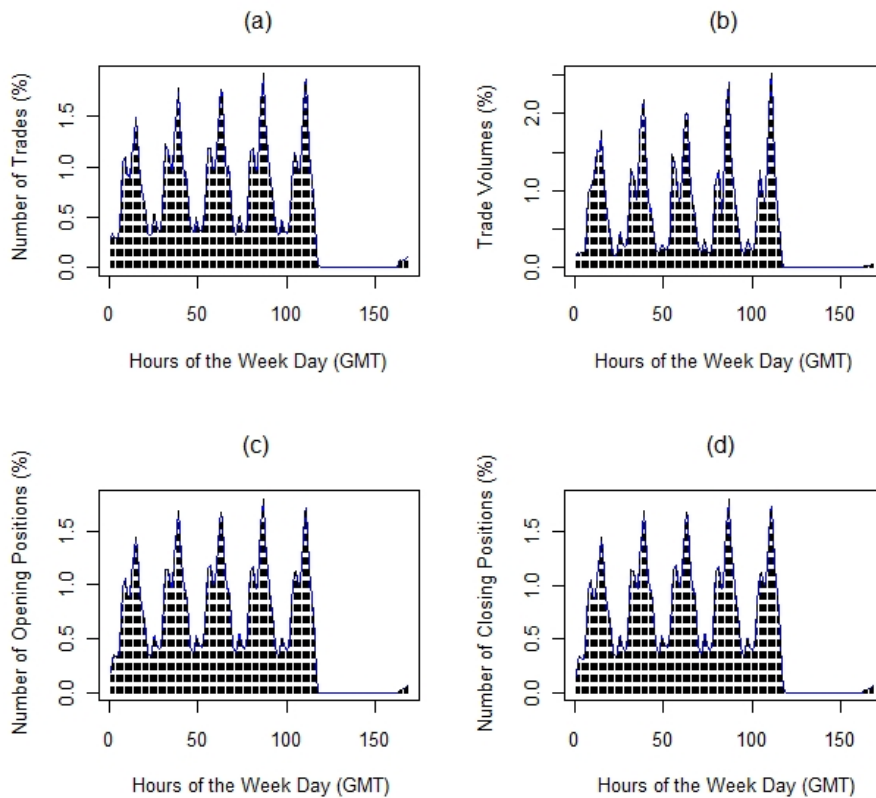 (a)
Number of Trades (%)
0.0 0.5 1.0 1.5
0 50 100 150
Hours of the Week Day (GMT)
(b)
Trade Volumes (%)
0.0 1.0 2.0
0 50 100 150
Hours of the Week Day (GMT)
(c)
Number of Opening Positions (%)
0.0 0.5 1.0 1.5
0 50 100 150
Hours of the Week Day (GMT)
(d)
Number of Closing Positions (%)
0.0 0.5 1.0 1.5
0 50 100 150
Hours of the Week Day (GMT)